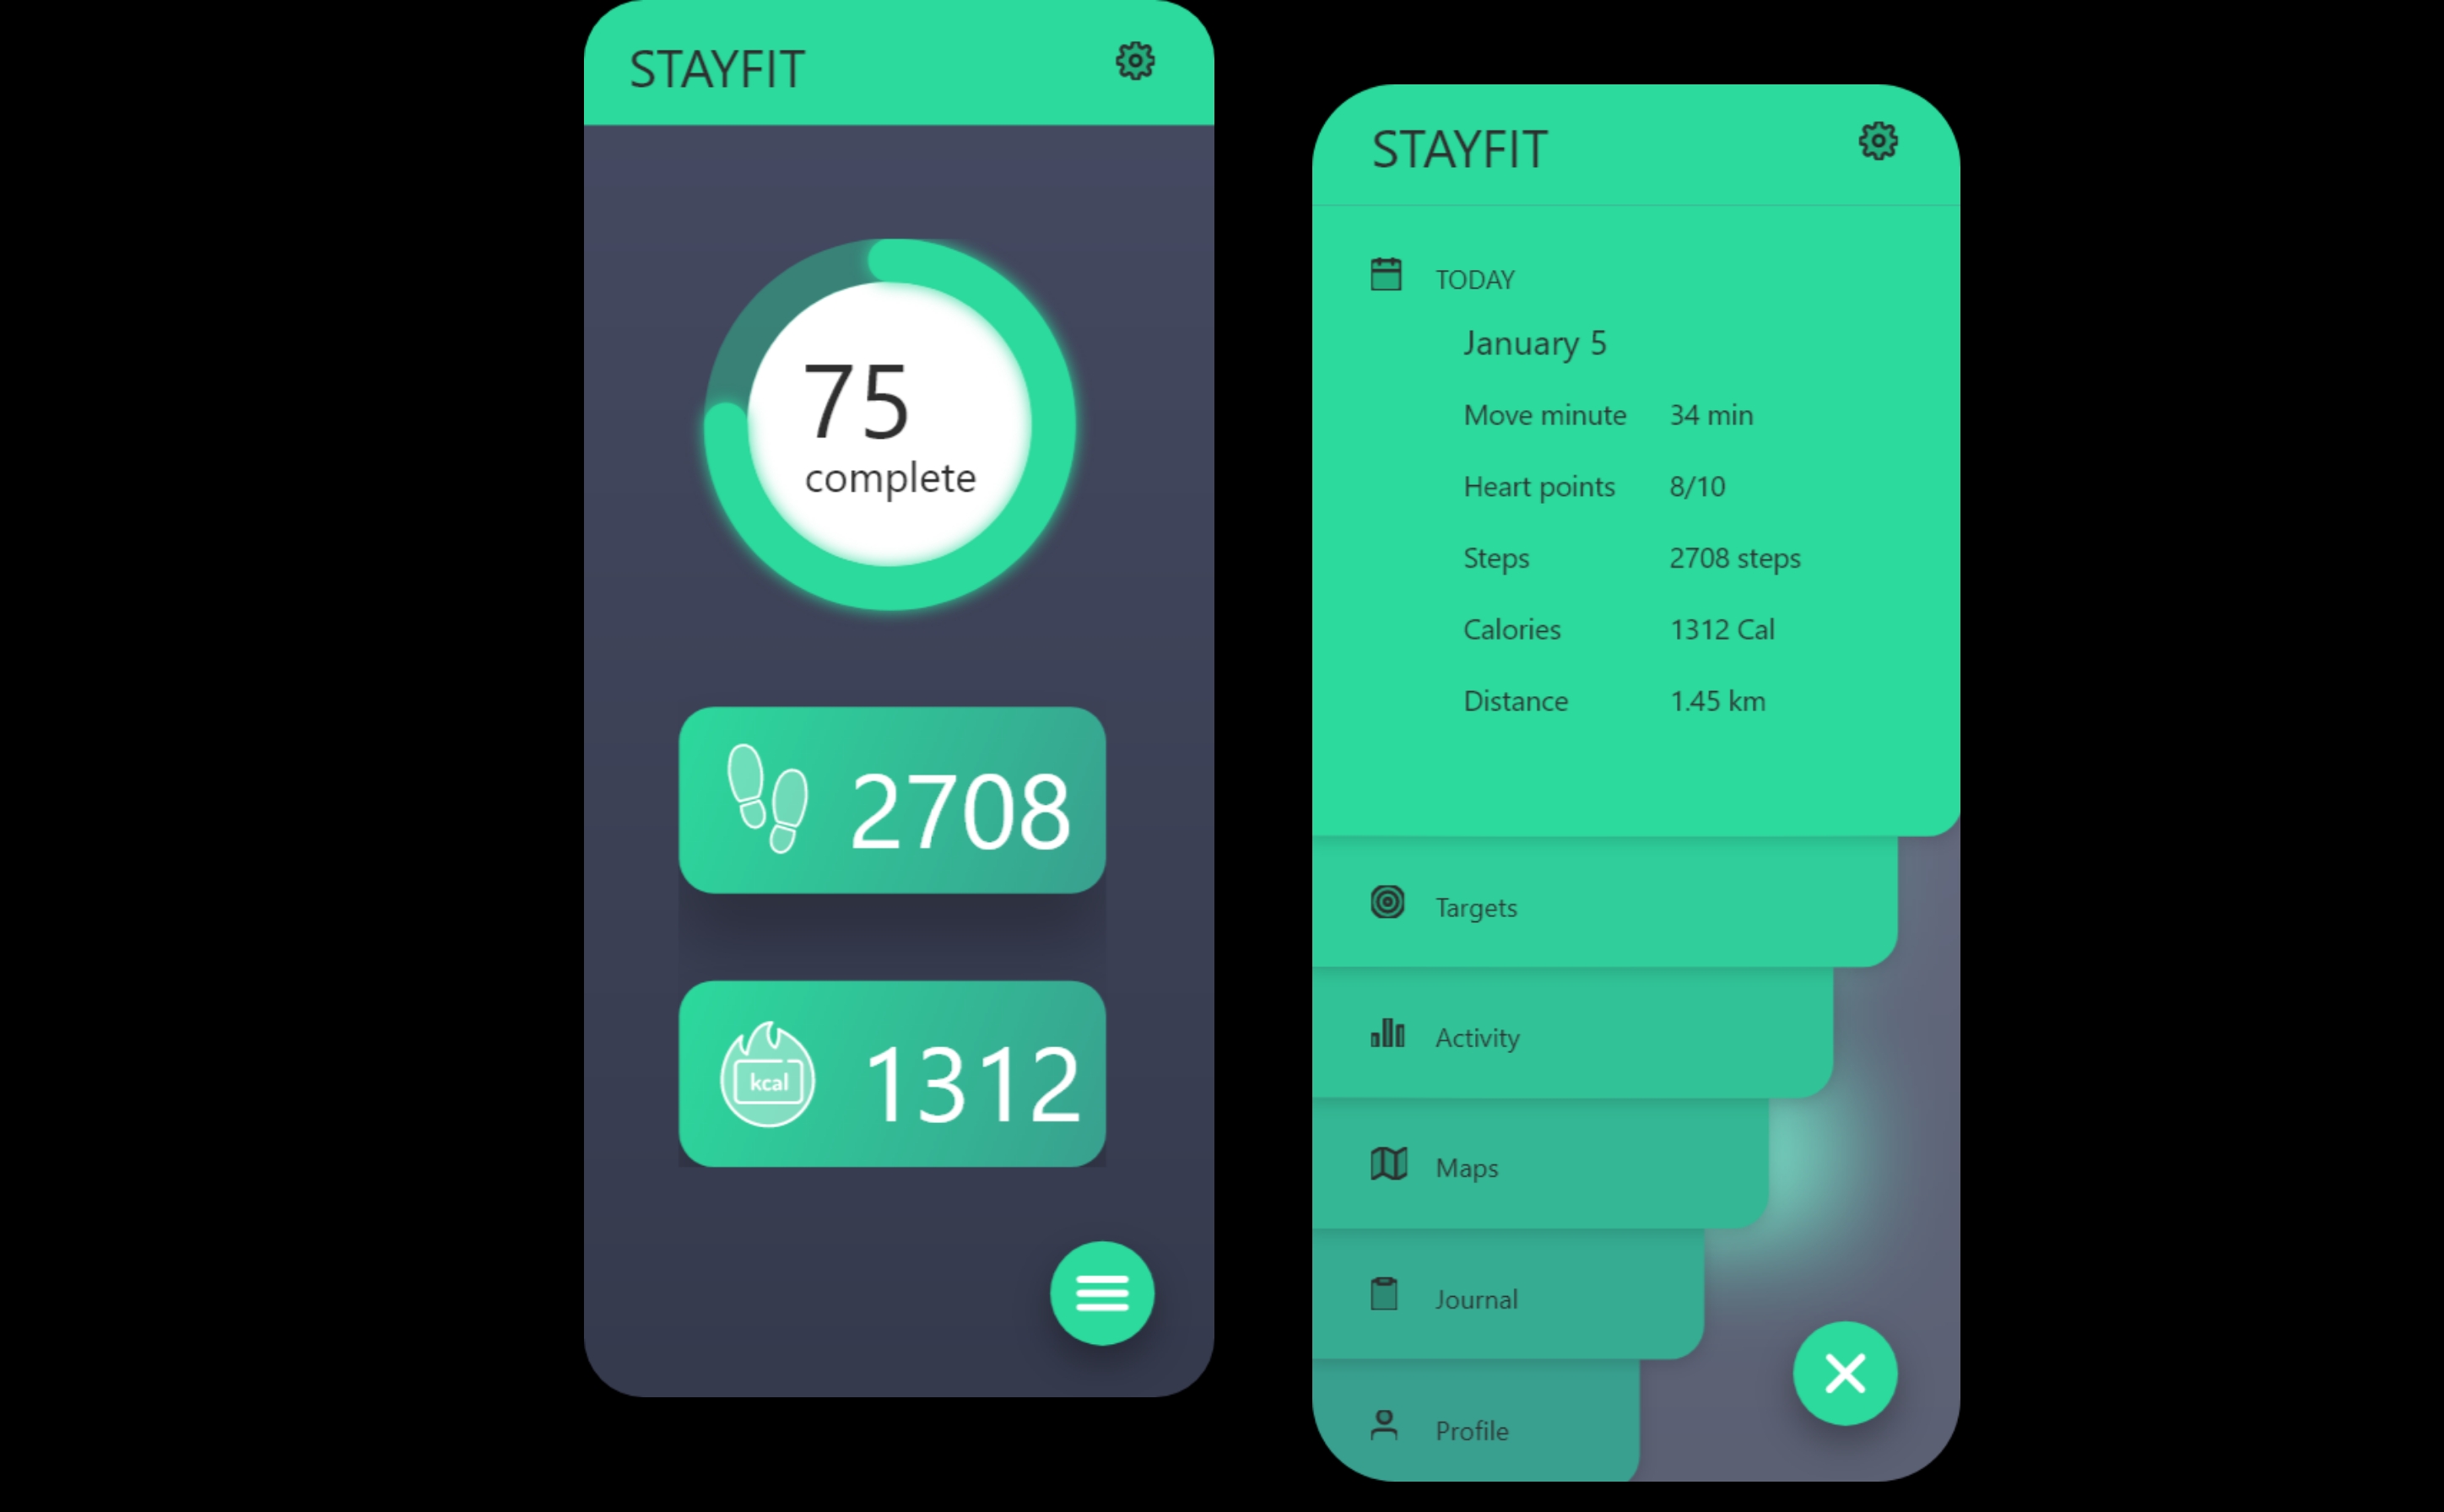 STAYFIT
75
complete
2708
kcal
1312
STAYFIT
TODAY
January 5
Move minute 34 min
Heart points 8/10
Steps 2708 steps
Calories 1312 Cal
Distance 1.45 km
Targets
Activity
Maps
Journal
Profile